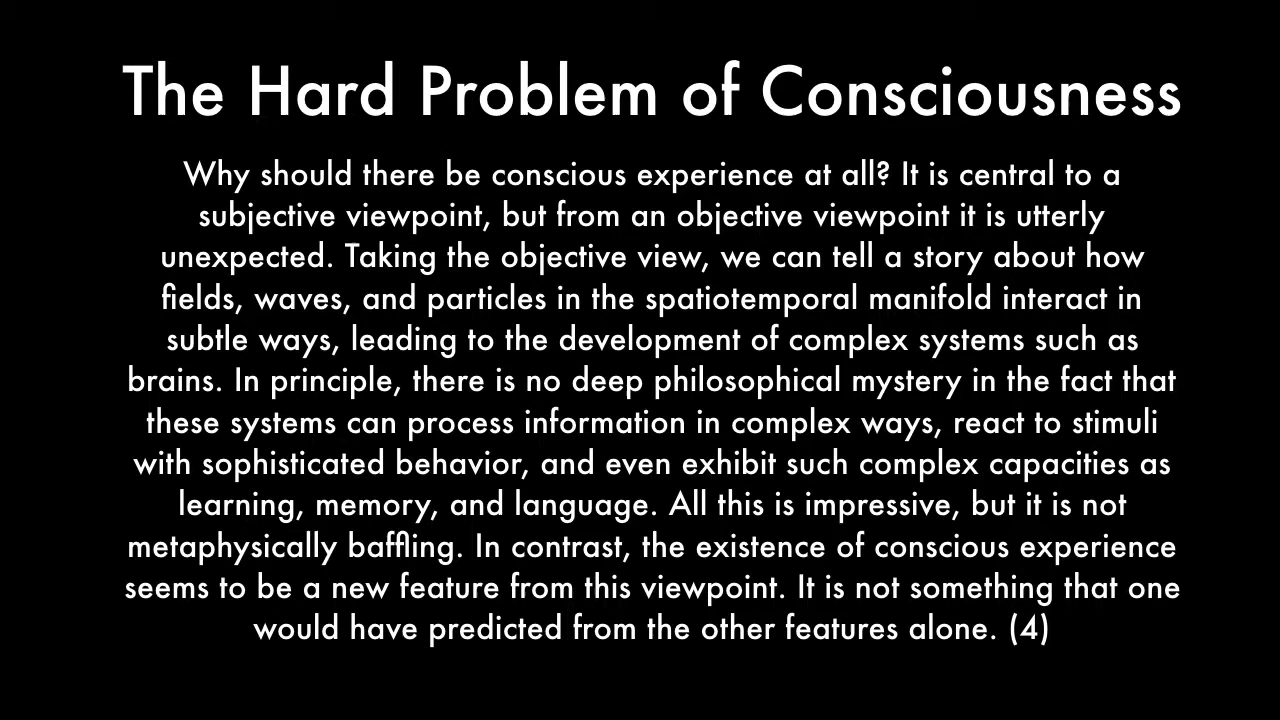 The Hard Problem of Consciousness
Why should there be conscious experience at all? It is central to a
subjective viewpoint, but from an objective viewpoint it is utterly
unexpected. Taking the objective view, we can tell a story about how
fields, waves, and particles in the spatiotemporal manifold interact in
subtle ways, leading to the development of complex systems such as
brains. In principle, there is no deep philosophical mystery in the fact that
these systems can process information in complex ways, react to stimuli
with sophisticated behavior, and even exhibit such complex capacities as
learning, memory, and language. All this is impressive, but it is not
metaphysically baffling. In contrast, the existence of conscious experience
seems to be a new feature from this viewpoint. It is not something that one
would have predicted from the other features alone. (4)